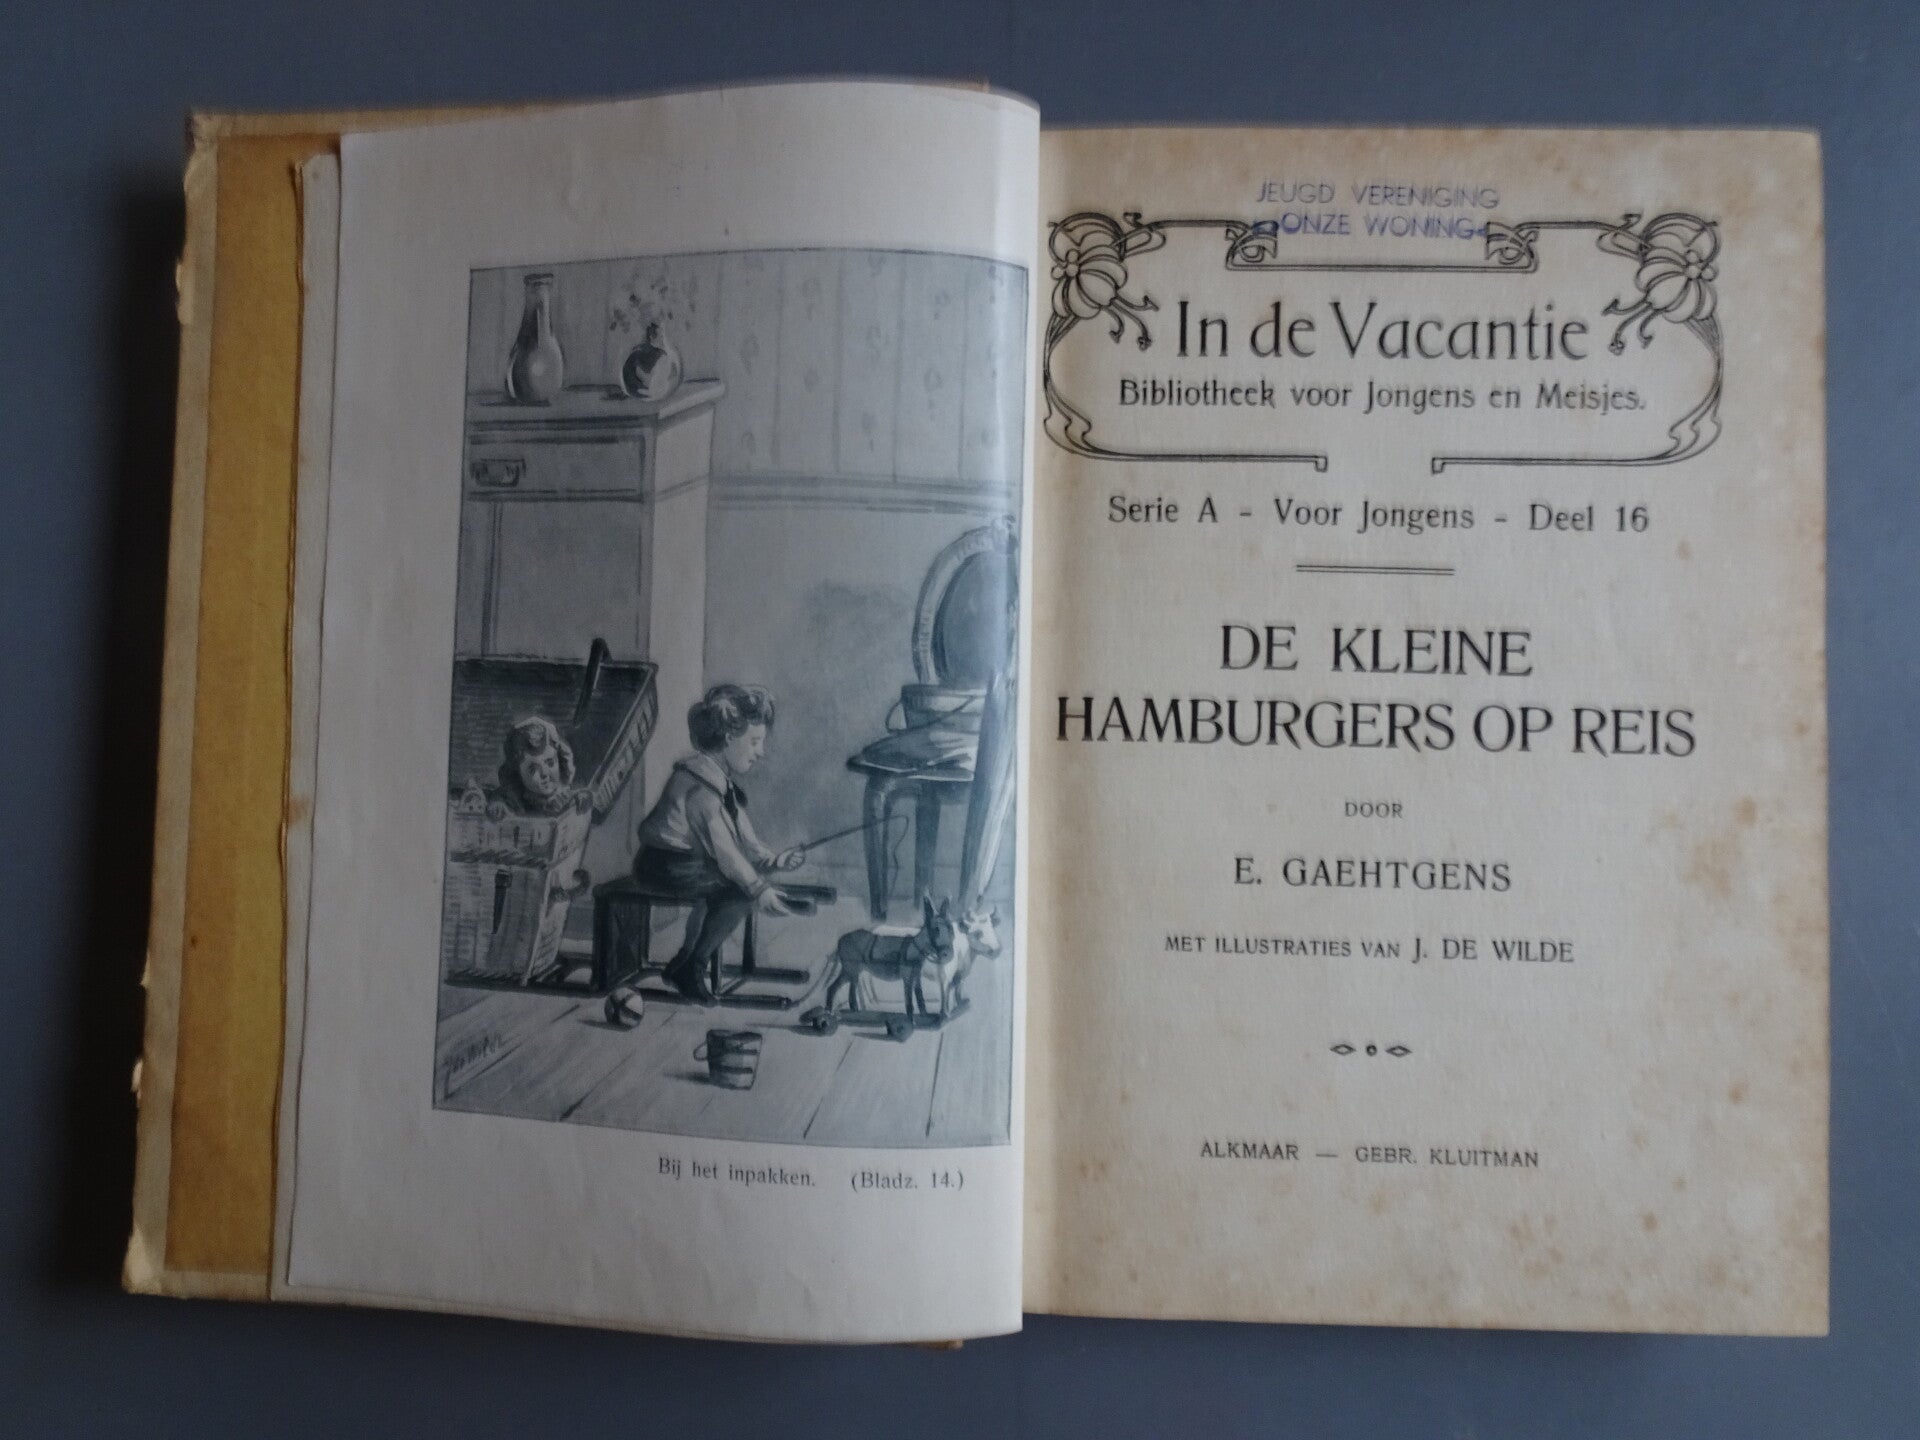 Bij het inpakken. (Bladz. 14.)
JEUGD VERENIGING
ONZE WONING
In de Vacantie
Bibliotheek voor Jongens en Meisjes.
Serie A - Voor Jongens - Deel 16
DE KLEINE
HAMBURGERS OP REIS
DOOR
E. GAEHTGENS
MET ILLUSTRATIES VAN J. DE WILDE
ALKMAAR — GEBR. KLUITMAN